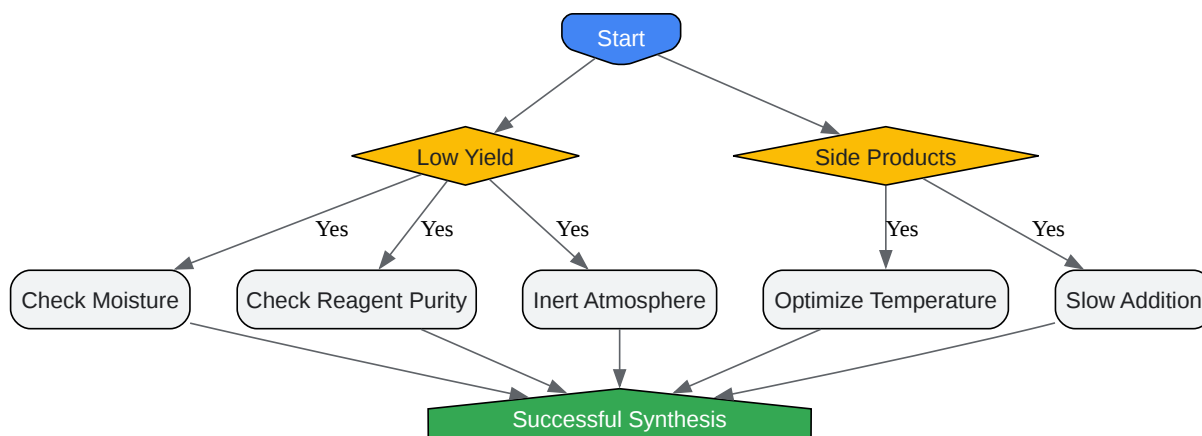 Start
Low Yield
Side Products
Yes
Yes
Yes
Yes
Yes
Check Moisture
Check Reagent Purity
Inert Atmosphere
Optimize Temperature
Slow Addition
Successful Synthesis